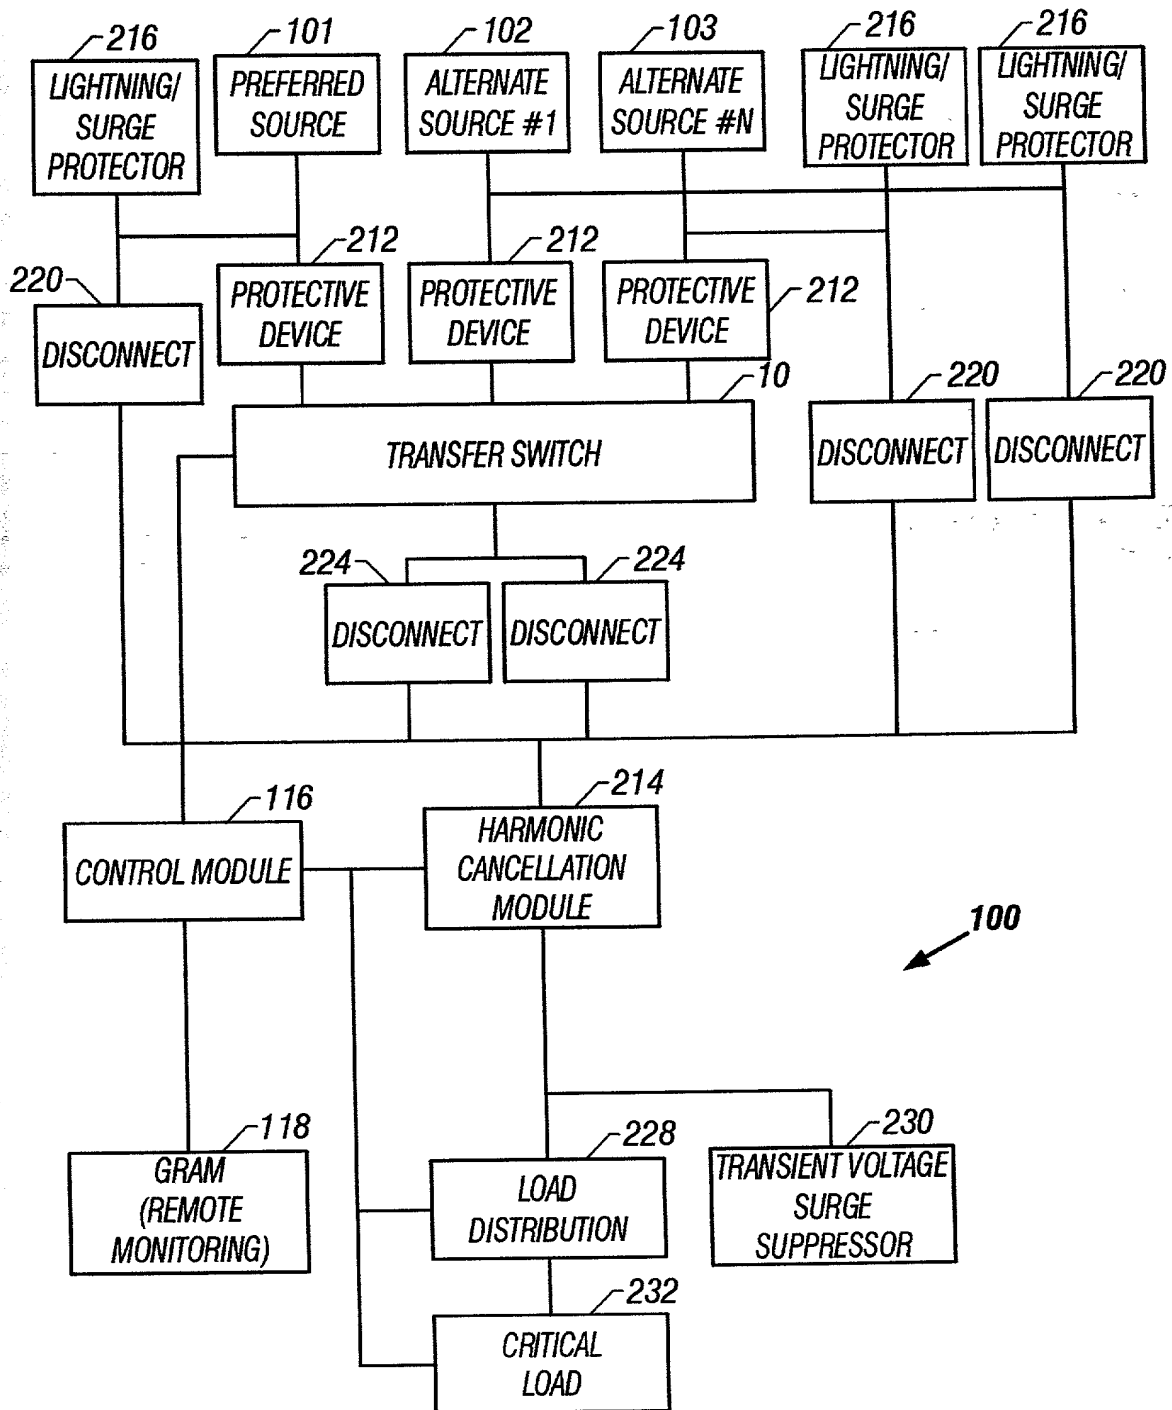 216
101
102
103
216
216
LIGHTNING/
SURGE
PROTECTOR
PREFERRED
SOURCE
ALTERNATE
SOURCE #1
ALTERNATE
SOURCE #N
LIGHTNING/
SURGE
PROTECTOR
LIGHTNING/
SURGE
PROTECTOR
220
212
212
212
DISCONNECT
PROTECTIVE
DEVICE
PROTECTIVE
DEVICE
PROTECTIVE
DEVICE
10
220
220
TRANSFER SWITCH
DISCONNECT
DISCONNECT
224
224
DISCONNECT
DISCONNECT
116
214
CONTROL MODULE
HARMONIC
CANCELLATION
MODULE
100
118
228
230
GRAM
(REMOTE
MONITORING)
LOAD
DISTRIBUTION
TRANSIENT VOLTAGE
SURGE
SUPPRESSOR
232
CRITICAL
LOAD